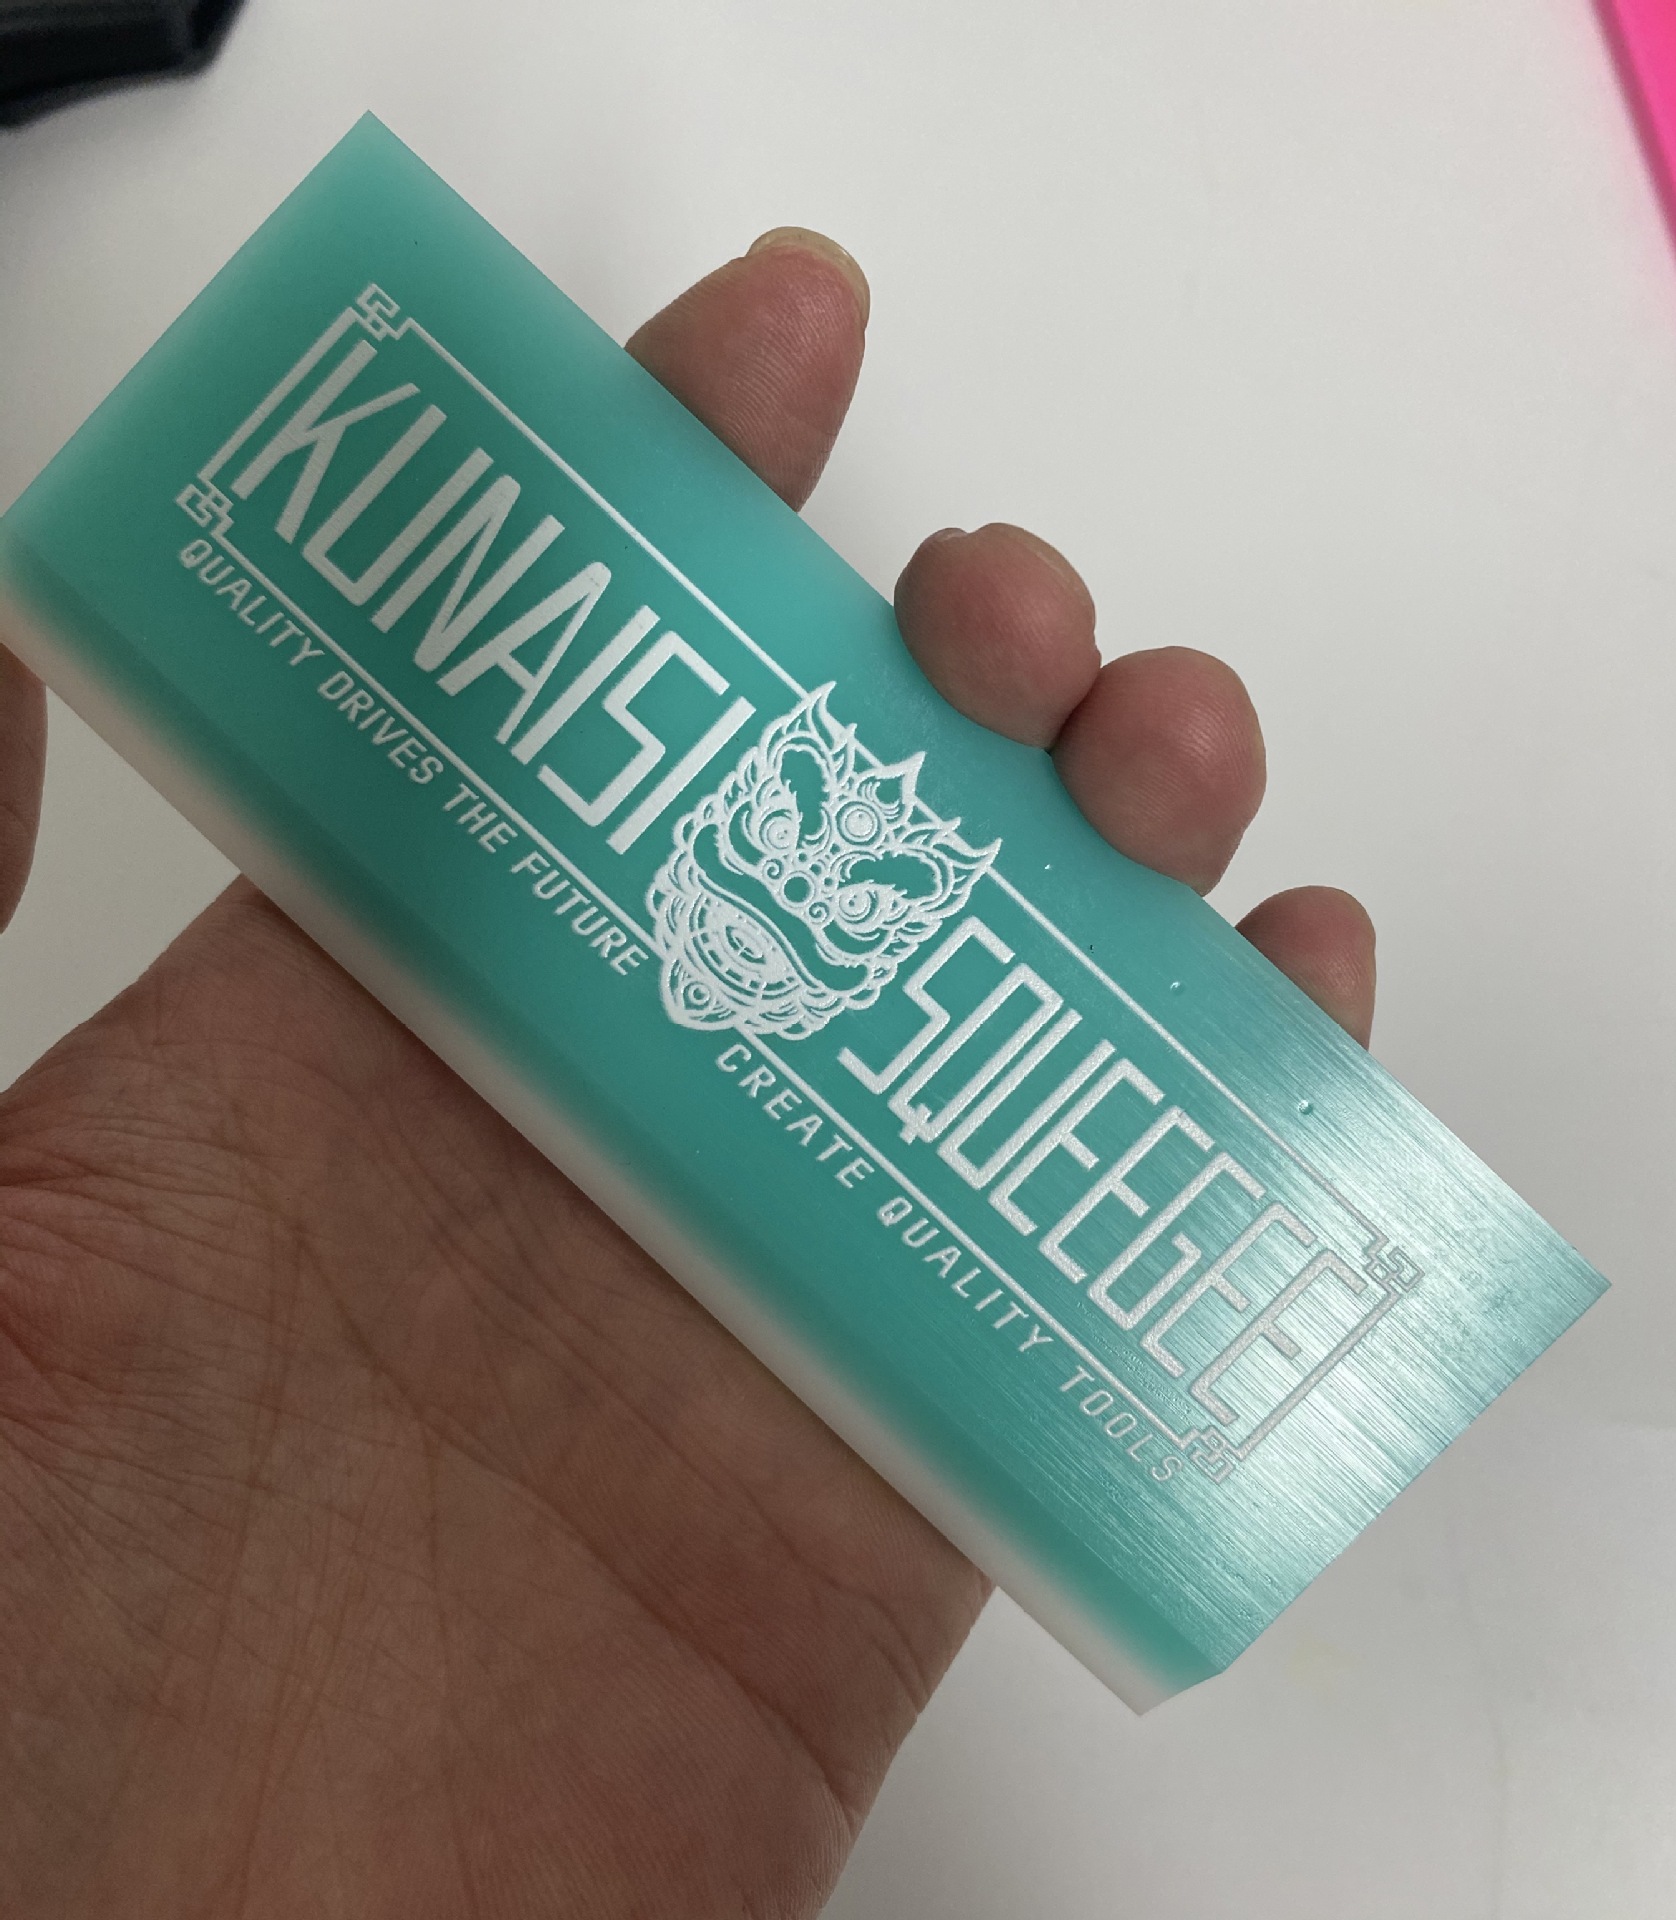 KUNAISI SQUEEGEE
QUALITY DRIVES THE FUTURE CREATE QUALITY TOOLS